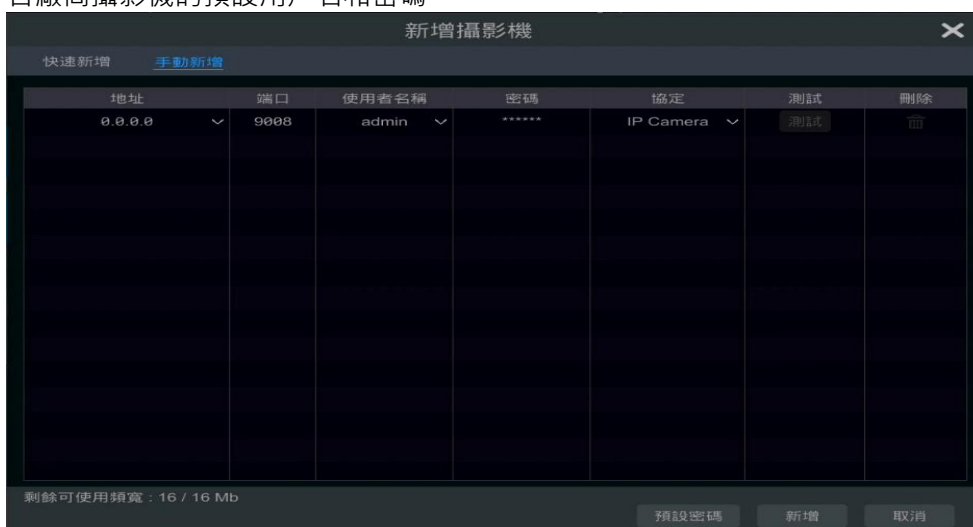 新增攝影機
快速新增 手動新增
地址 端口 使用者名稱 密碼 協定 測試 刪除
0.0.0.0 9008 admin ****** IP Camera 測試
剩餘可使用頻寬 : 16 / 16 Mb
預設密碼 新增 取消